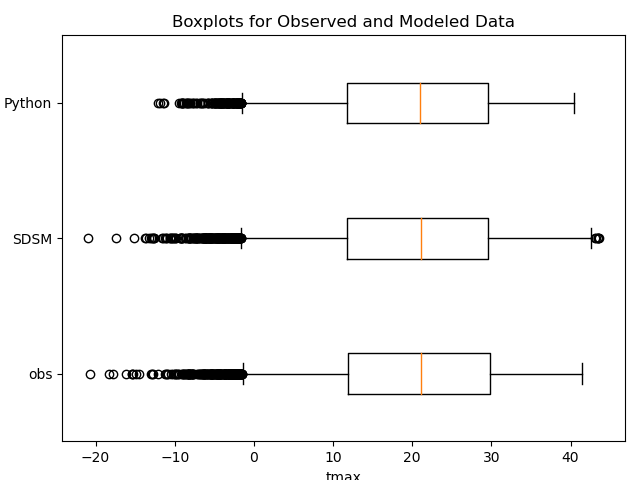 Boxplots for Observed and Modeled Data
Python
SDSM
obs
−20 −10 0 10 20 30 40
tmax